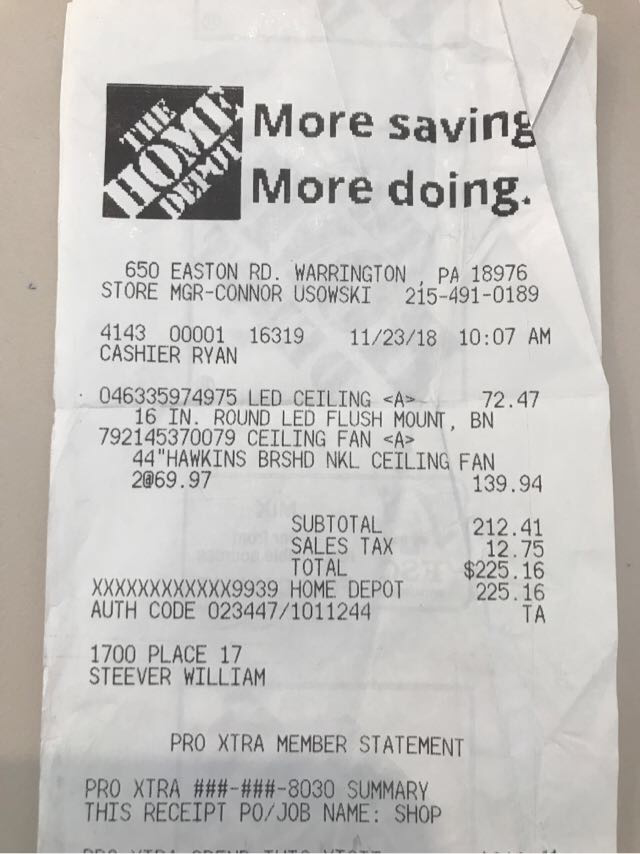 THE
HOME
DEPOT
More saving
More doing.
650 EASTON RD. WARRINGTON , PA 18976
STORE MGR-CONNOR USOWSKI 215-491-0189
4143 00001 16319 11/23/18 10:07 AM
CASHIER RYAN
046335974975 LED CEILING <A> 72.47
16 IN. ROUND LED FLUSH MOUNT, BN
792145370079 CEILING FAN <A>
44"HAWKINS BRSHD NKL CEILING FAN
2@69.97 139.94
SUBTOTAL 212.41
SALES TAX 12.75
TOTAL $225.16
XXXXXXXXXXXX9939 HOME DEPOT 225.16
AUTH CODE 023447/1011244 TA
1700 PLACE 17
STEEVER WILLIAM
PRO XTRA MEMBER STATEMENT
PRO XTRA ###-###-8030 SUMMARY
THIS RECEIPT PO/JOB NAME: SHOP